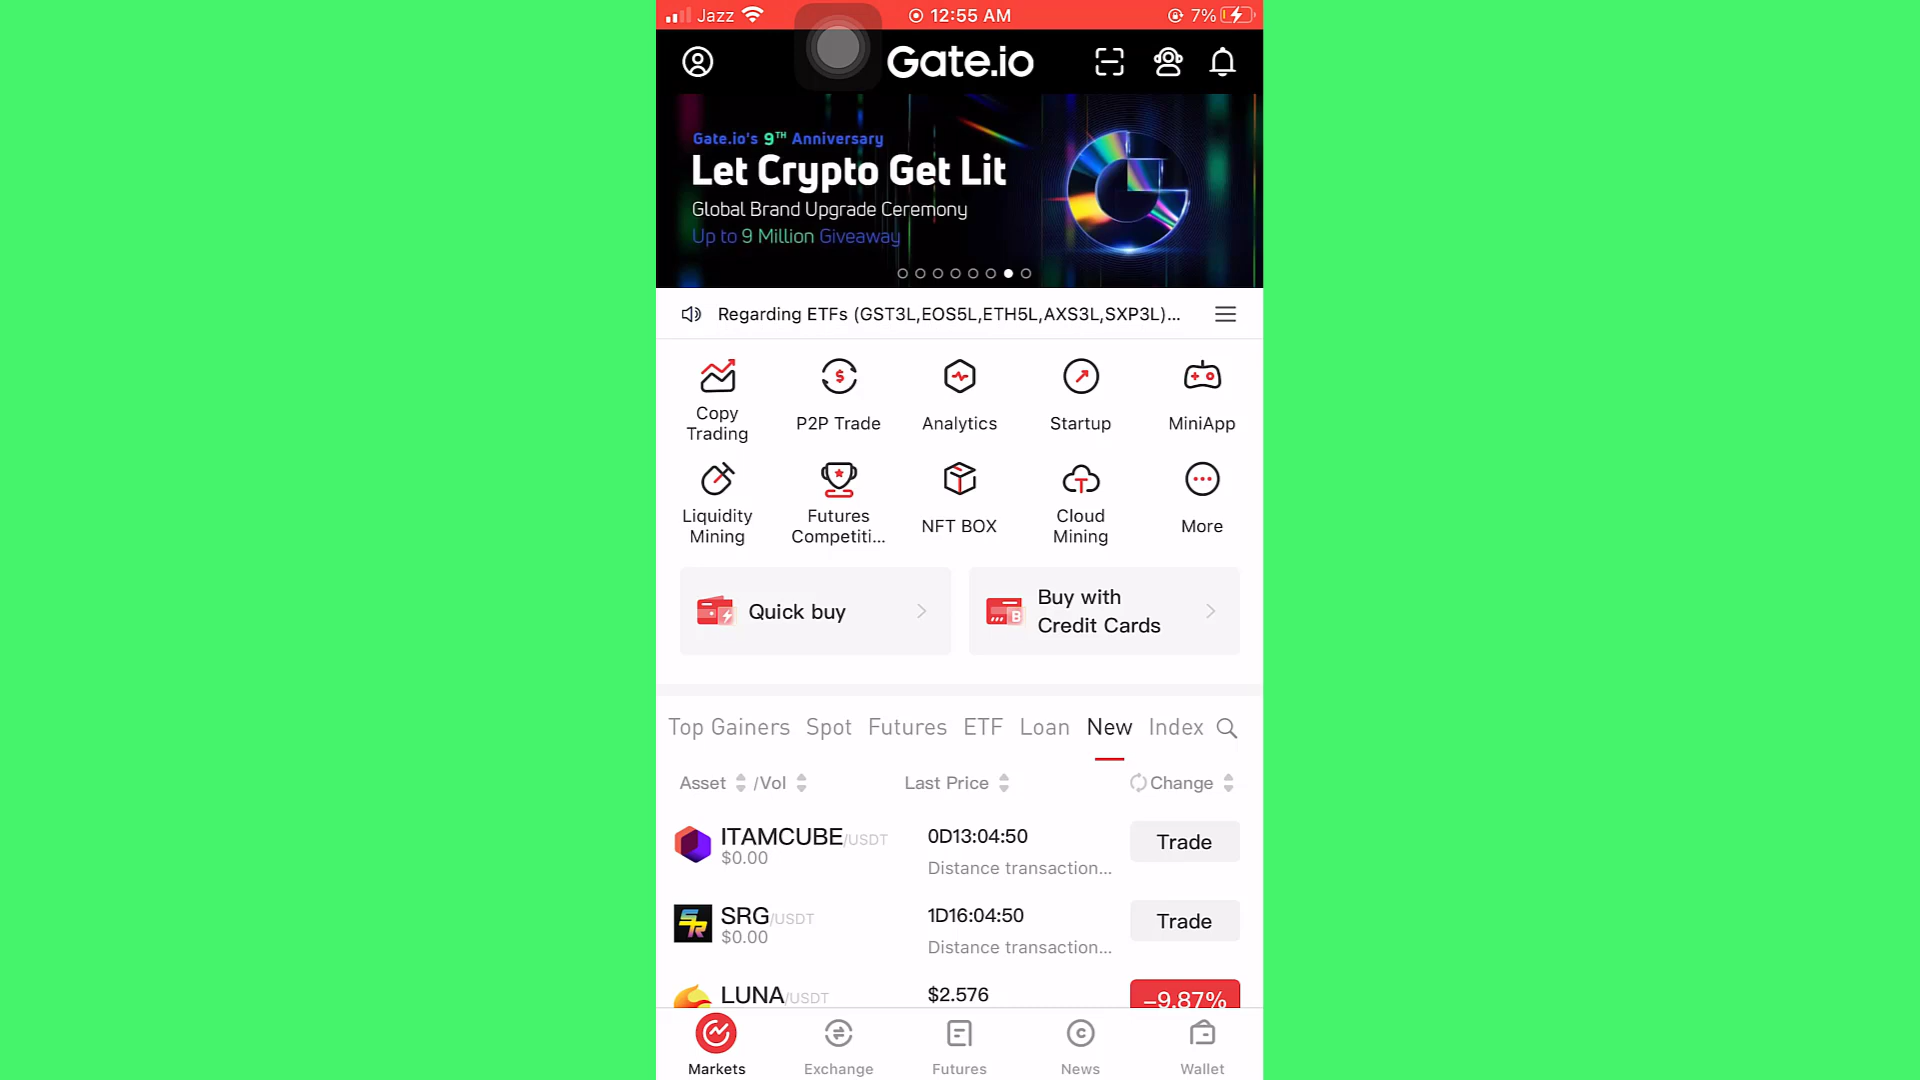 Jazz 12:55 AM 7%
Gate.io
Gate.io's 9TH Anniversary
Let Crypto Get Lit
Global Brand Upgrade Ceremony
Up to 9 Million Giveaway
Regarding ETFs (GST3L,EOS5L,ETH5L,AXS3L,SXP3L)...
Copy Trading
P2P Trade
Analytics
Startup
MiniApp
Liquidity Mining
Futures Competiti...
NFT BOX
Cloud Mining
More
Quick buy
Buy with
Credit Cards
Top Gainers Spot Futures ETF Loan New Index
Asset /Vol Last Price Change
ITAMCUBE/USDT 0D13:04:50 Trade
$0.00 Distance transaction...
SRG/USDT 1D16:04:50 Trade
$0.00 Distance transaction...
LUNA/USDT $2.576 -9.87%
Markets Exchange Futures News Wallet